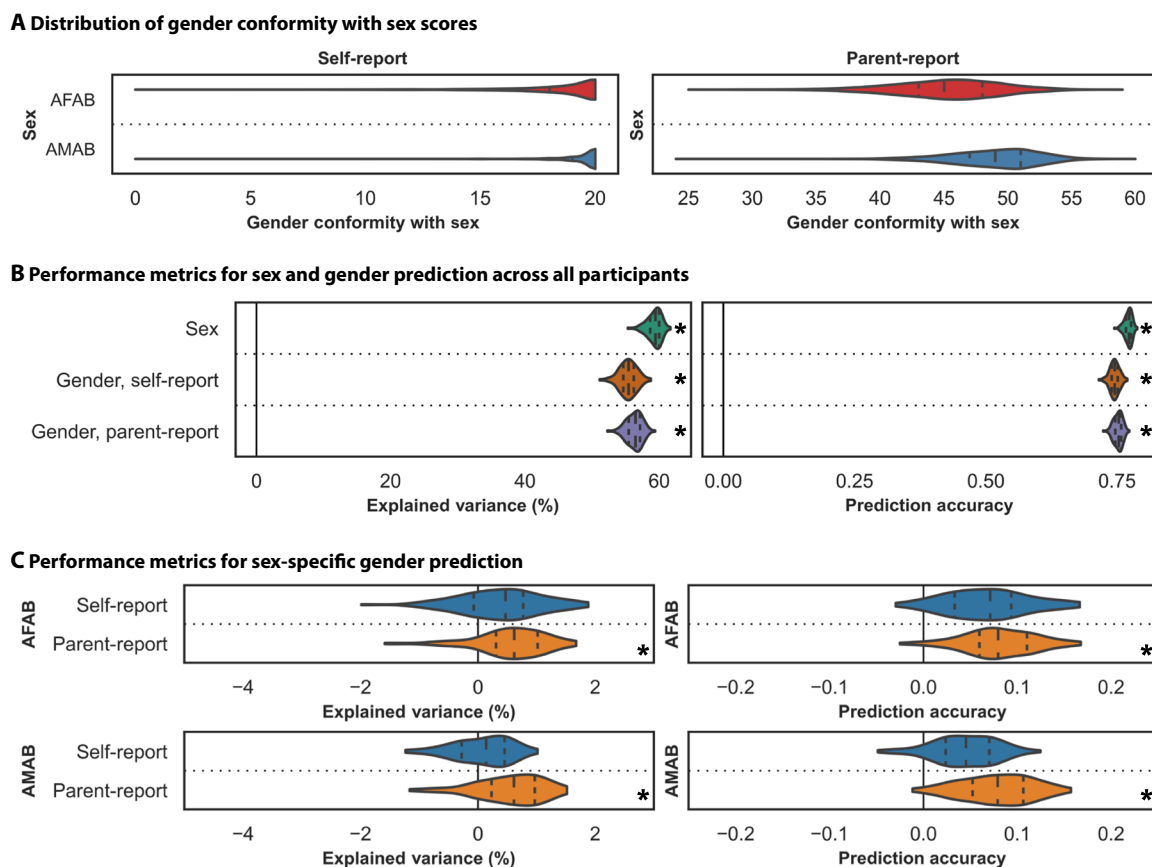 A Distribution of gender conformity with sex scores
Self-report
Parent-report
Sex
AFAB
AMAB
Sex
0 5 10 15 20
25 30 35 40 45 50 55 60
Gender conformity with sex
Gender conformity with sex
B Performance metrics for sex and gender prediction across all participants
Sex * *
Gender, self-report * *
Gender, parent-report * *
0 20 40 60
0.00 0.25 0.50 0.75
Explained variance (%)
Prediction accuracy
C Performance metrics for sex-specific gender prediction
AFAB
Self-report
Parent-report *
AFAB
*
−4 −2 0 2
−0.2 −0.1 0.0 0.1 0.2
Explained variance (%)
Prediction accuracy
AMAB
Self-report
Parent-report *
AMAB
*
−4 −2 0 2
−0.2 −0.1 0.0 0.1 0.2
Explained variance (%)
Prediction accuracy